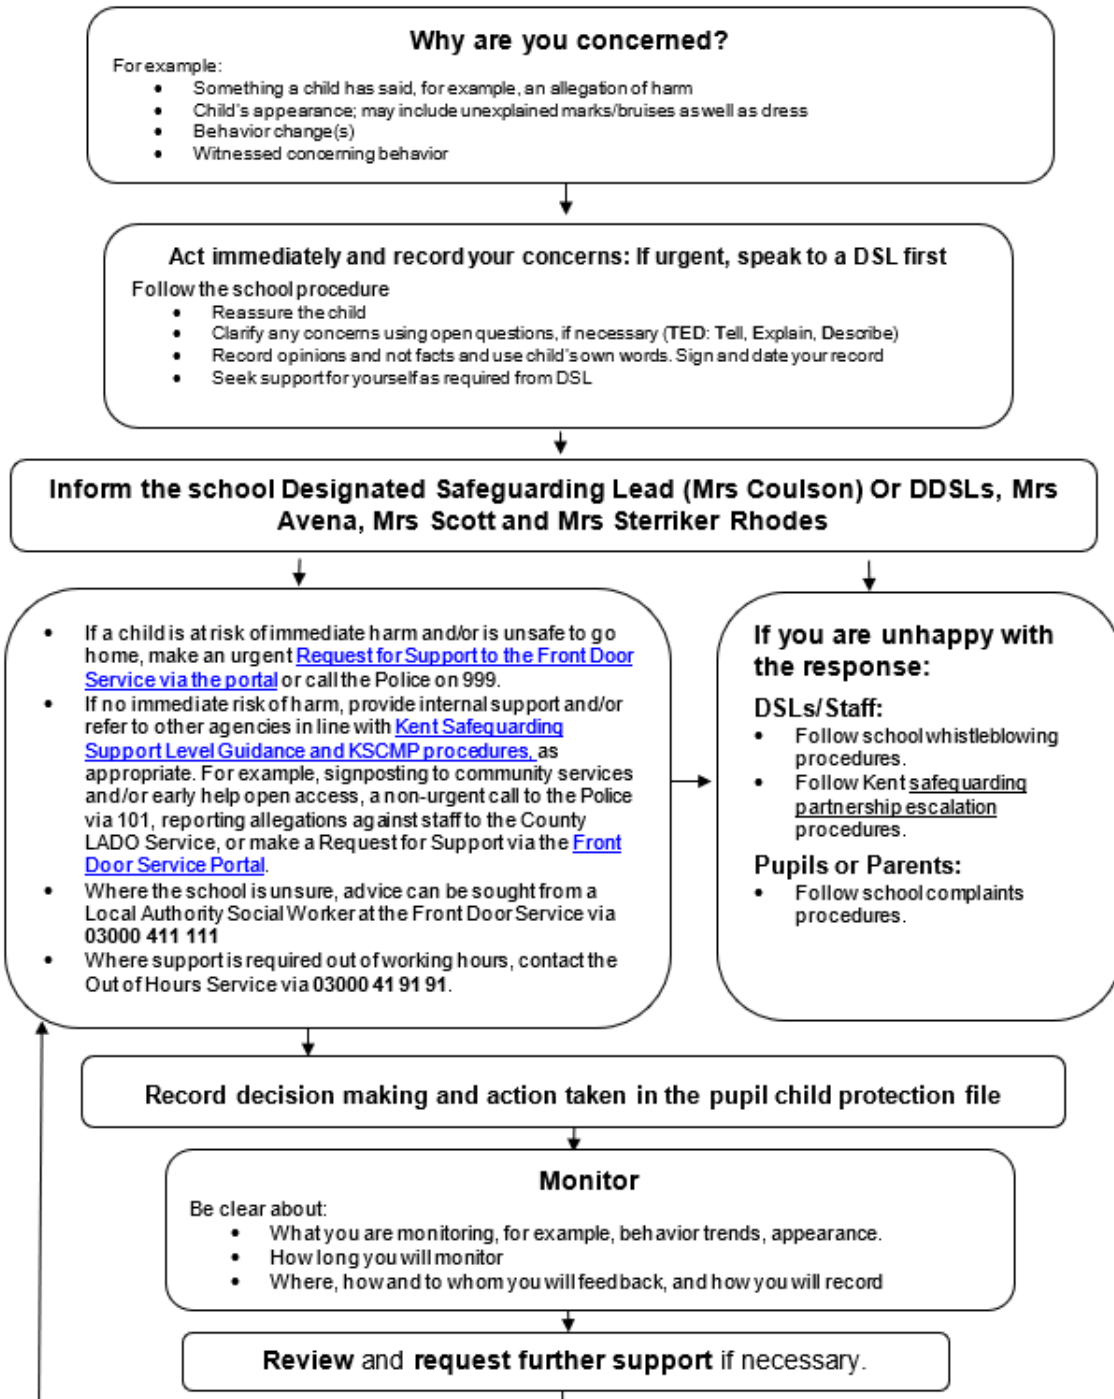 Why are you concerned?
For example:
• Something a child has said, for example, an allegation of harm
• Child's appearance; may include unexplained marks/bruises as well as dress
• Behavior change(s)
• Witnessed concerning behavior
Act immediately and record your concerns: If urgent, speak to a DSL first
Follow the school procedure
• Reassure the child
• Clarify any concerns using open questions, if necessary (TED: Tell, Explain, Describe)
• Record opinions and not facts and use child's own words. Sign and date your record
• Seek support for yourself as required from DSL
Inform the school Designated Safeguarding Lead (Mrs Coulson) Or DDSLs, Mrs
Avena, Mrs Scott and Mrs Sterriker Rhodes
• If a child is at risk of immediate harm and/or is unsafe to go
home, make an urgent Request for Support to the Front Door
Service via the portal or call the Police on 999.
• If no immediate risk of harm, provide internal support and/or
refer to other agencies in line with Kent Safeguarding
Support Level Guidance and KSCMP procedures, as
appropriate. For example, signposting to community services
and/or early help open access, a non-urgent call to the Police
via 101, reporting allegations against staff to the County
LADO Service, or make a Request for Support via the Front
Door Service Portal.
• Where the school is unsure, advice can be sought from a
Local Authority Social Worker at the Front Door Service via
03000 411 111
• Where support is required out of working hours, contact the
Out of Hours Service via 03000 41 91 91.
If you are unhappy with
the response:
DSLs/Staff:
• Follow school whistleblowing
procedures.
• Follow Kent safeguarding
partnership escalation
procedures.
Pupils or Parents:
• Follow school complaints
procedures.
Record decision making and action taken in the pupil child protection file
Monitor
Be clear about:
• What you are monitoring, for example, behavior trends, appearance.
• How long you will monitor
• Where, how and to whom you will feedback, and how you will record
Review and request further support if necessary.